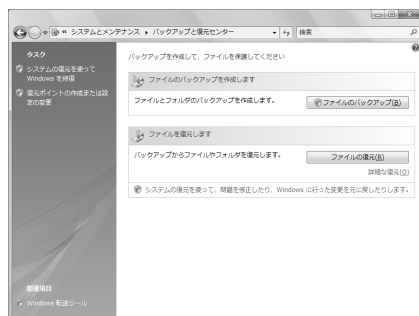 « システムとメンテナンス ▸ バックアップと復元センター
検索
タスク
システムの復元を使って
Windows を修復
復元ポイントの作成または設
定の変更
関連項目
Windows 転送ツール
バックアップを作成して、ファイルを保護してください
ファイルのバックアップを作成します
ファイルとフォルダのバックアップを作成します。
ファイルのバックアップ(B)
ファイルを復元します
バックアップからファイルやフォルダを復元します。
ファイルの復元(R)
詳細な復元(O)
システムの復元を使って、問題を修正したり、Windows に行った変更を元に戻したりします。